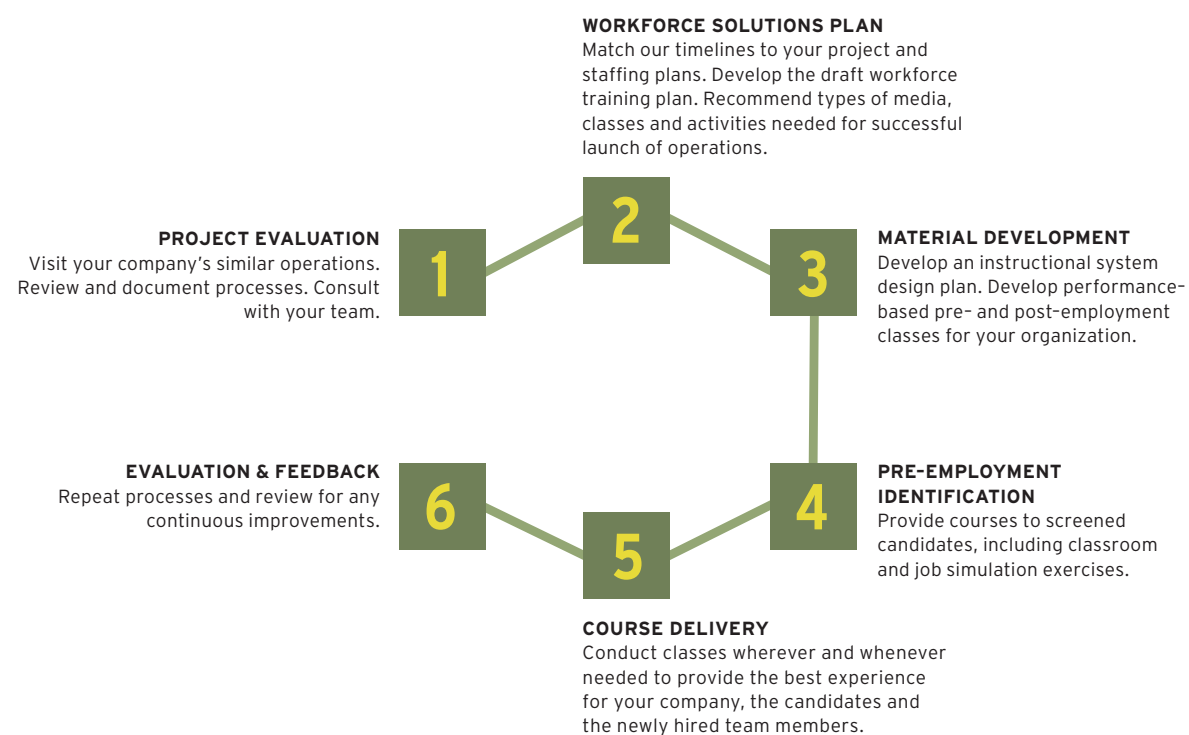 1
PROJECT EVALUATION
Visit your company's similar operations.
Review and document processes. Consult
with your team.
2
WORKFORCE SOLUTIONS PLAN
Match our timelines to your project and
staffing plans. Develop the draft workforce
training plan. Recommend types of media,
classes and activities needed for successful
launch of operations.
3
MATERIAL DEVELOPMENT
Develop an instructional system
design plan. Develop performance-
based pre- and post-employment
classes for your organization.
4
PRE-EMPLOYMENT
IDENTIFICATION
Provide courses to screened
candidates, including classroom
and job simulation exercises.
5
COURSE DELIVERY
Conduct classes wherever and whenever
needed to provide the best experience
for your company, the candidates and
the newly hired team members.
6
EVALUATION & FEEDBACK
Repeat processes and review for any
continuous improvements.